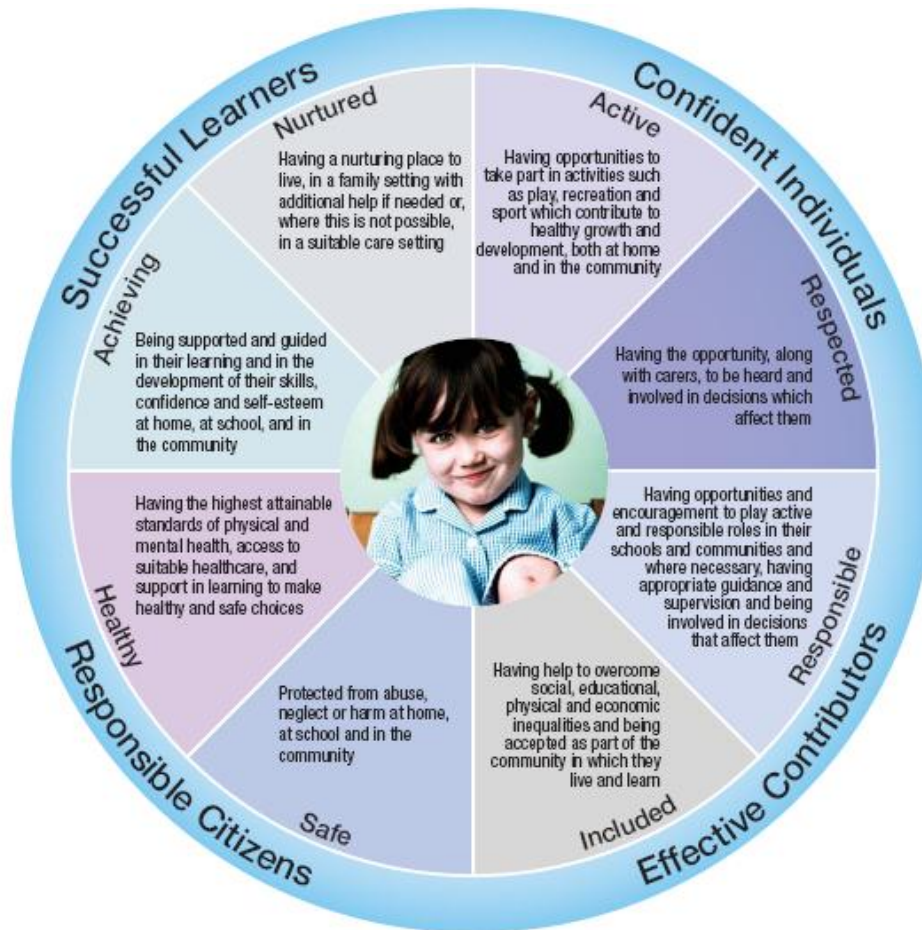 Successful Learners
Confident Individuals
Nurtured
Having a nurturing place to
live, in a family setting with
additional help if needed or,
where this is not possible,
in a suitable care setting
Active
Having opportunities to
take part in activities such
as play, recreation and
sport which contribute to
healthy growth and
development, both at home
and in the community
Achieving
Being supported and guided
in their learning and in the
development of their skills,
confidence and self-esteem
at home, at school, and in
the community
Respected
Having the opportunity, along
with carers, to be heard and
involved in decisions which
affect them
Healthy
Having the highest attainable
standards of physical and
mental health, access to
suitable healthcare, and
support in learning to make
healthy and safe choices
Responsible
Having opportunities and
encouragement to play active
and responsible roles in their
schools and communities and
where necessary, having
appropriate guidance and
supervision and being
involved in decisions
that affect them
Safe
Protected from abuse,
neglect or harm at home,
at school and in the
community
Included
Having help to overcome
social, educational,
physical and economic
inequalities and being
accepted as part of the
community in which they
live and learn
Responsible Citizens
Effective Contributors